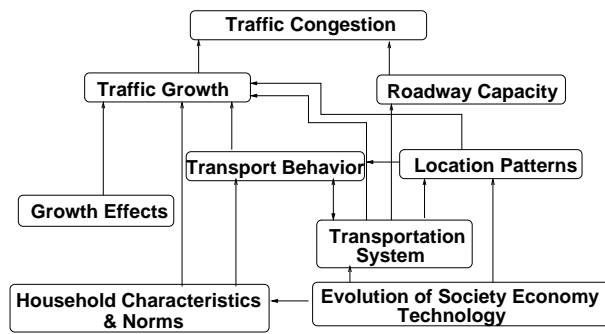 Traffic Congestion
Traffic Growth
Roadway Capacity
Transport Behavior
Location Patterns
Growth Effects
Transportation
System
Household Characteristics
& Norms
Evolution of Society Economy
Technology